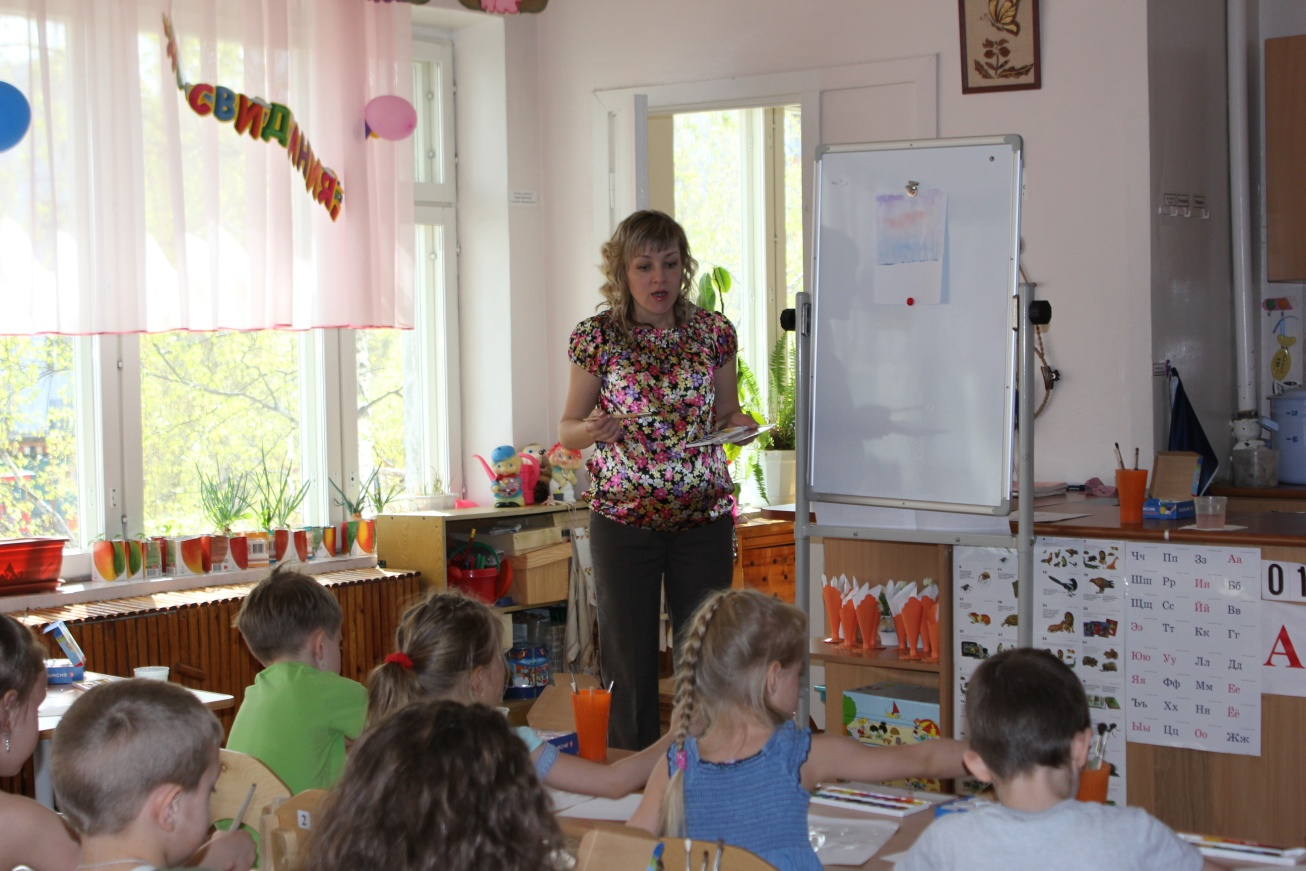 СВИДАНИЯ
01
А
Чч Пп Зз Аа
Шш Рр Ии Бб
Щщ Сс Йй Вв
Ээ Тт Кк Гг
Юю Уу Лл Дд
Яя Фф Мм Ее
Ъъ Хх Нн Ёё
Ыы Цц Оо Жж
2